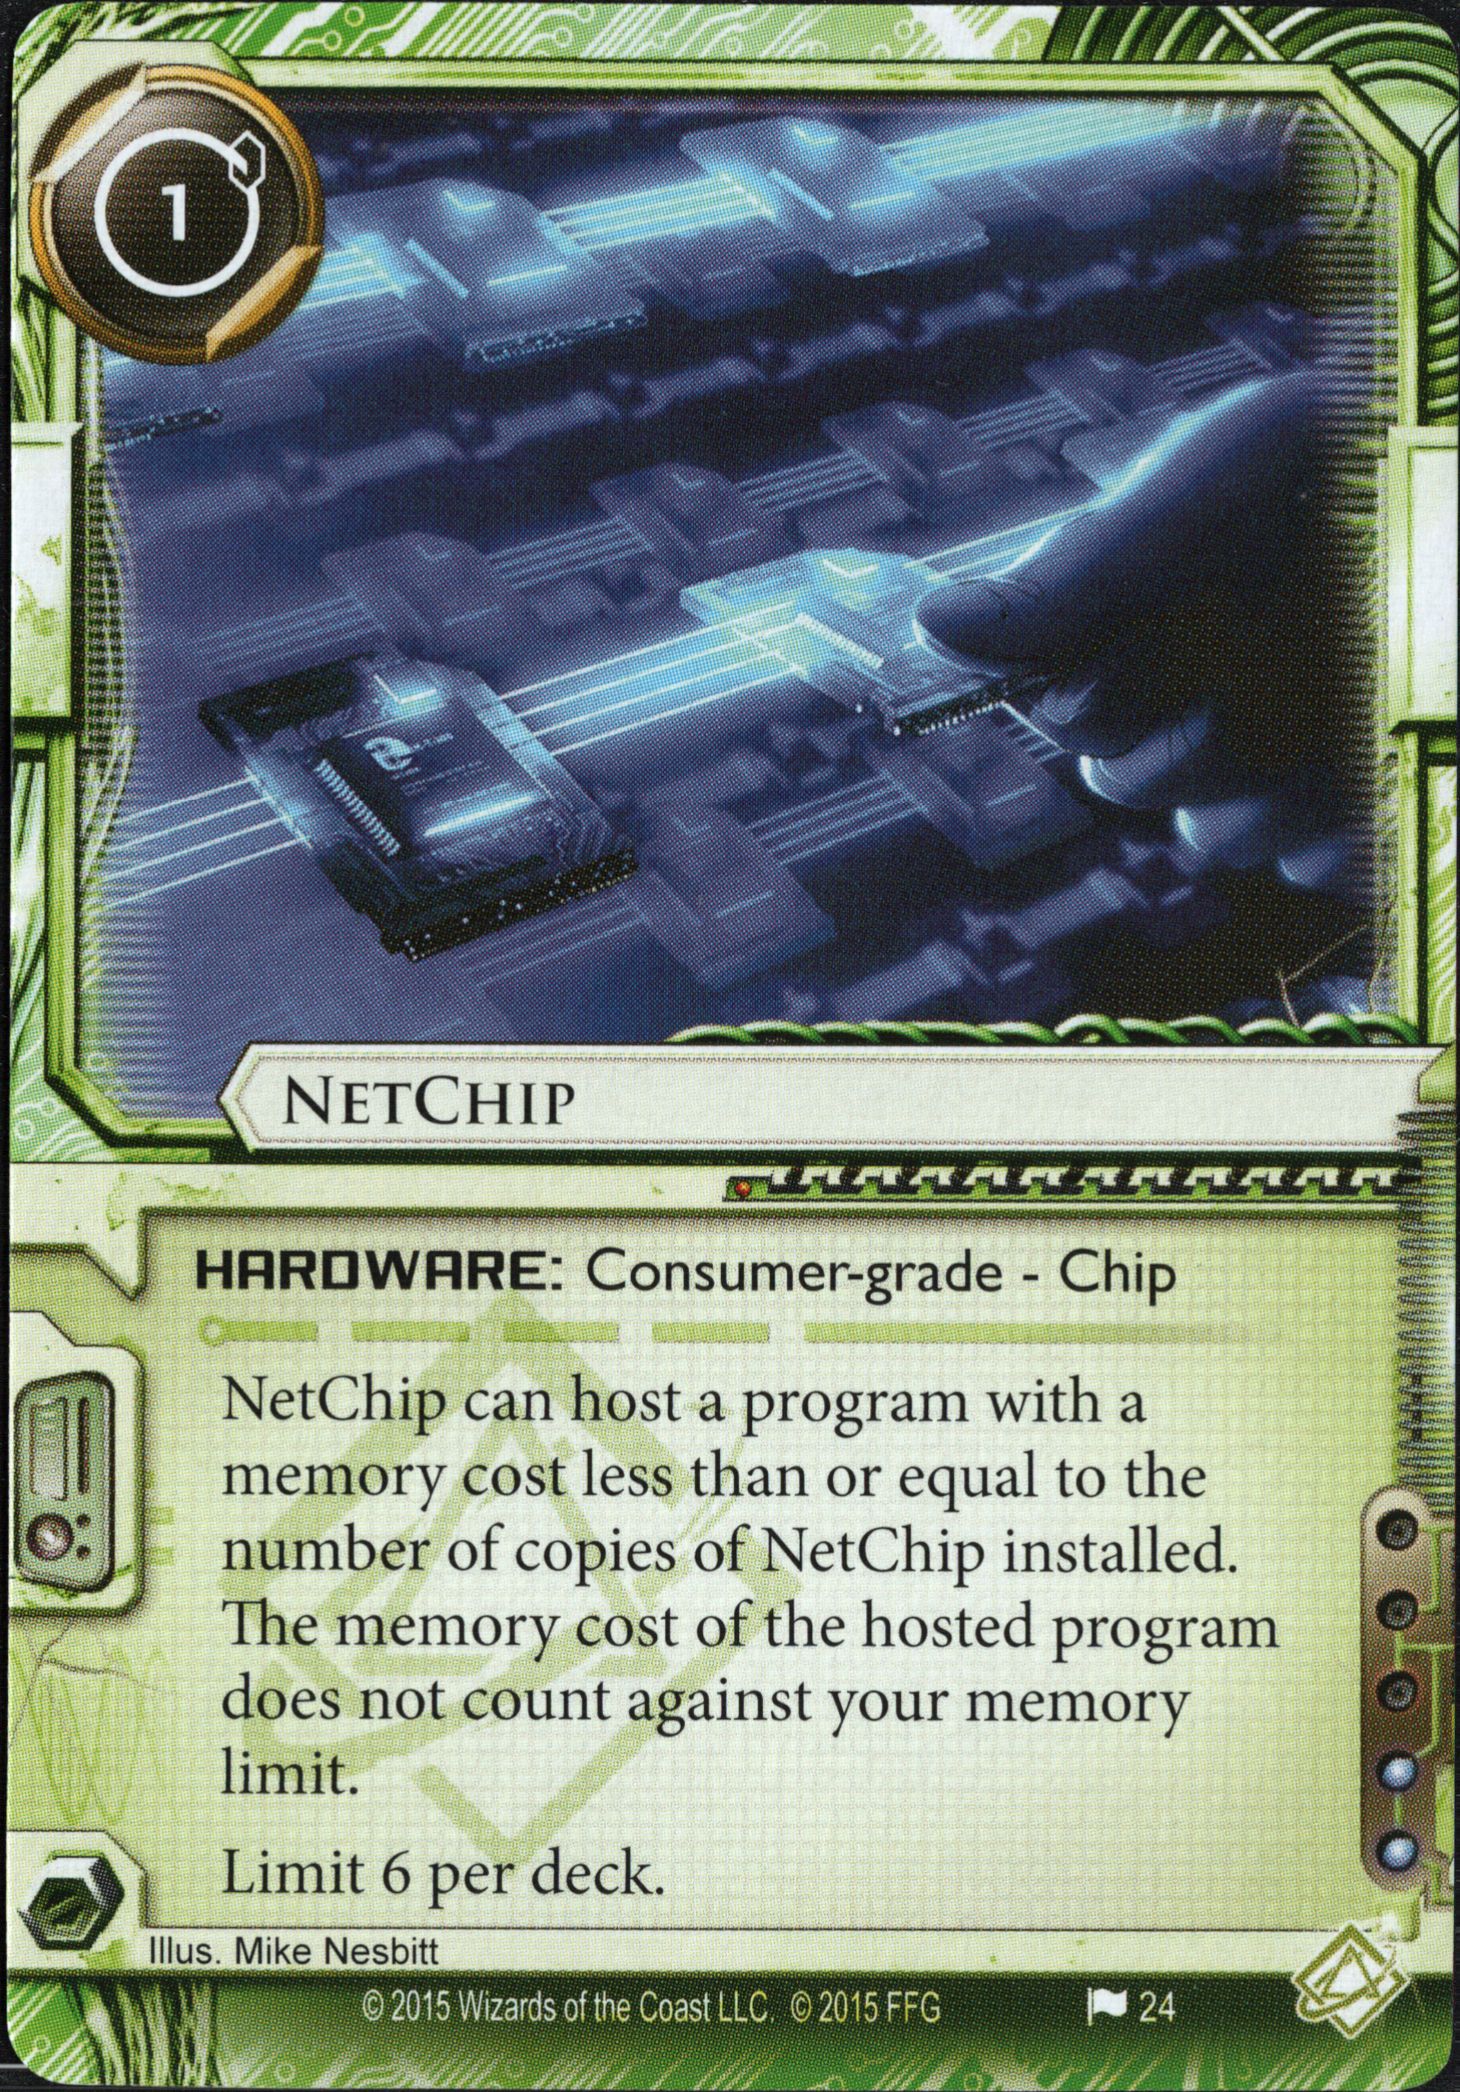 1
NETCHIP
HARDWARE: Consumer-grade - Chip
NetChip can host a program with a
memory cost less than or equal to the
number of copies of NetChip installed.
The memory cost of the hosted program
does not count against your memory
limit.
Limit 6 per deck.
Illus. Mike Nesbitt
© 2015 Wizards of the Coast LLC. © 2015 FFG
24